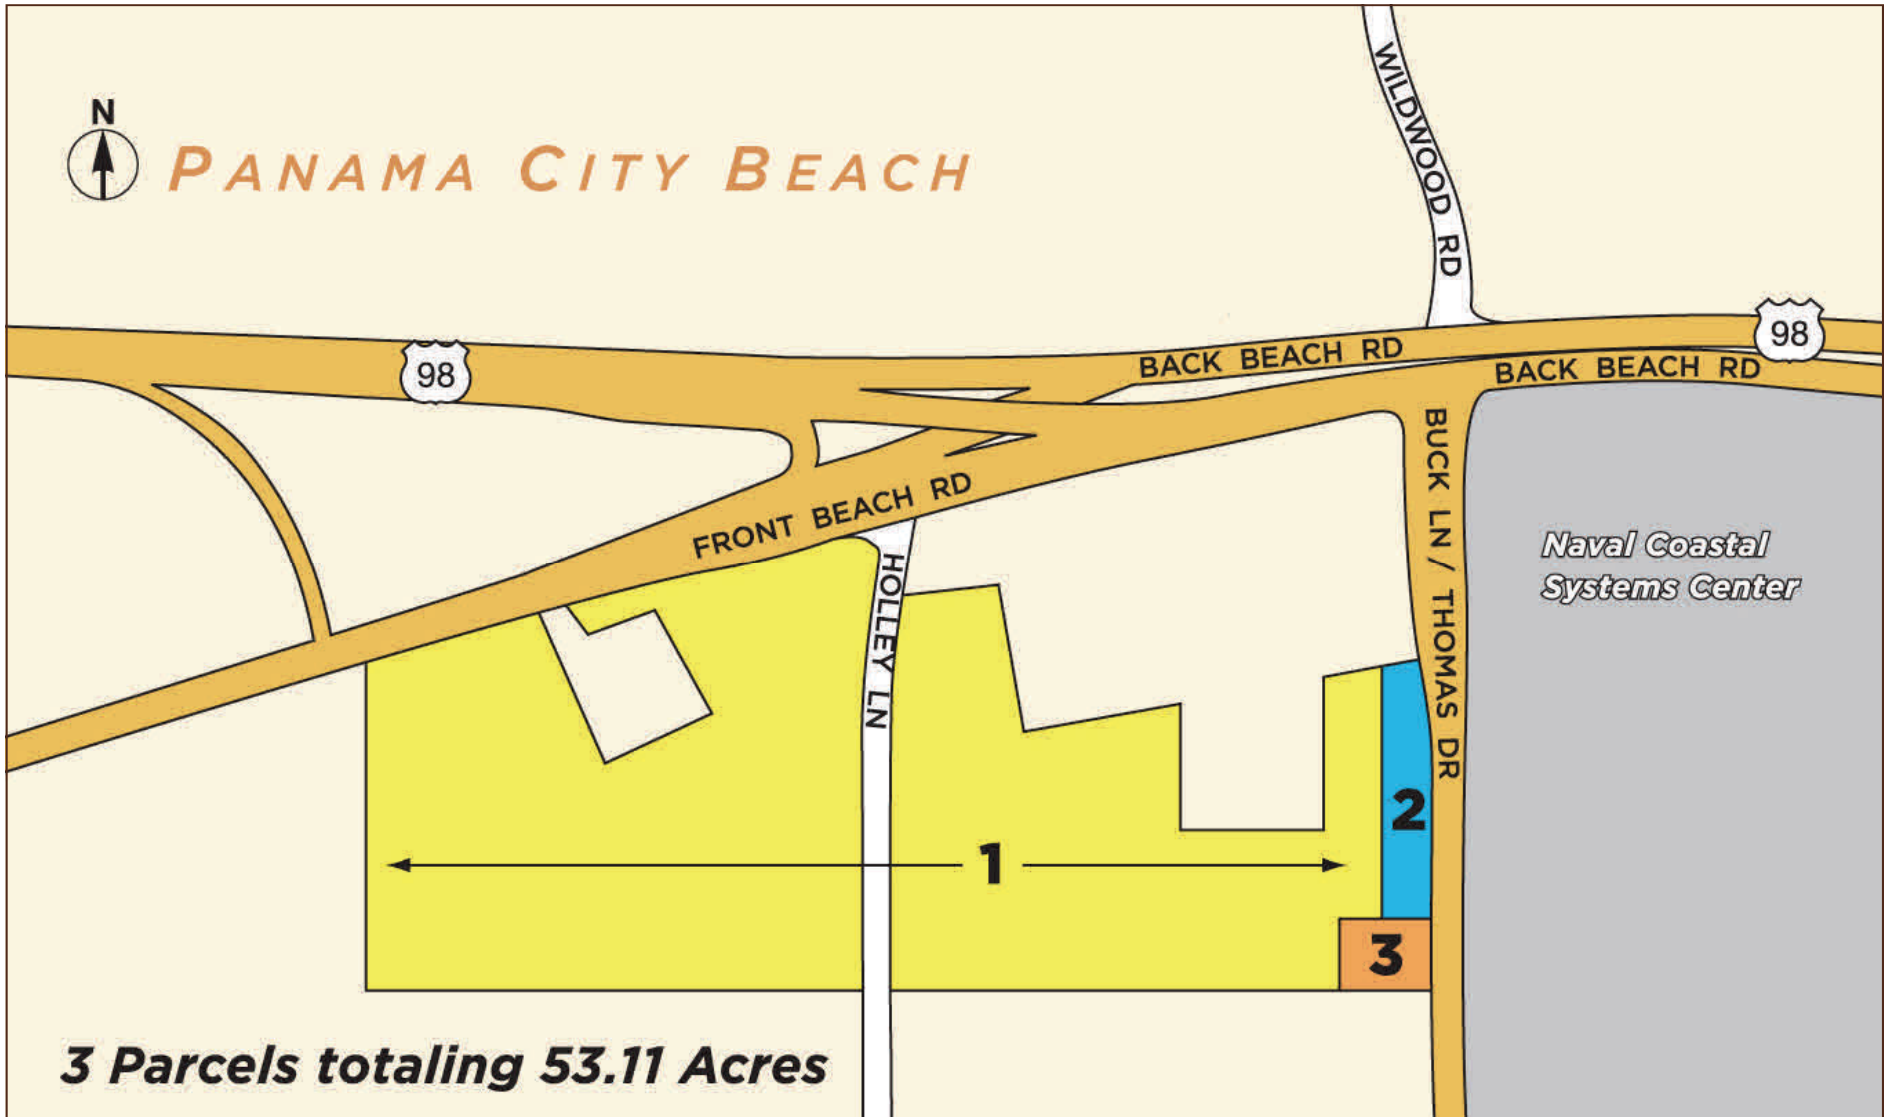 N
PANAMA CITY BEACH
WILDWOOD RD
98
98
BACK BEACH RD
BACK BEACH RD
FRONT BEACH RD
HOLLEY LN
BUCK LN / THOMAS DR
Naval Coastal
Systems Center
2
1
3
3 Parcels totaling 53.11 Acres